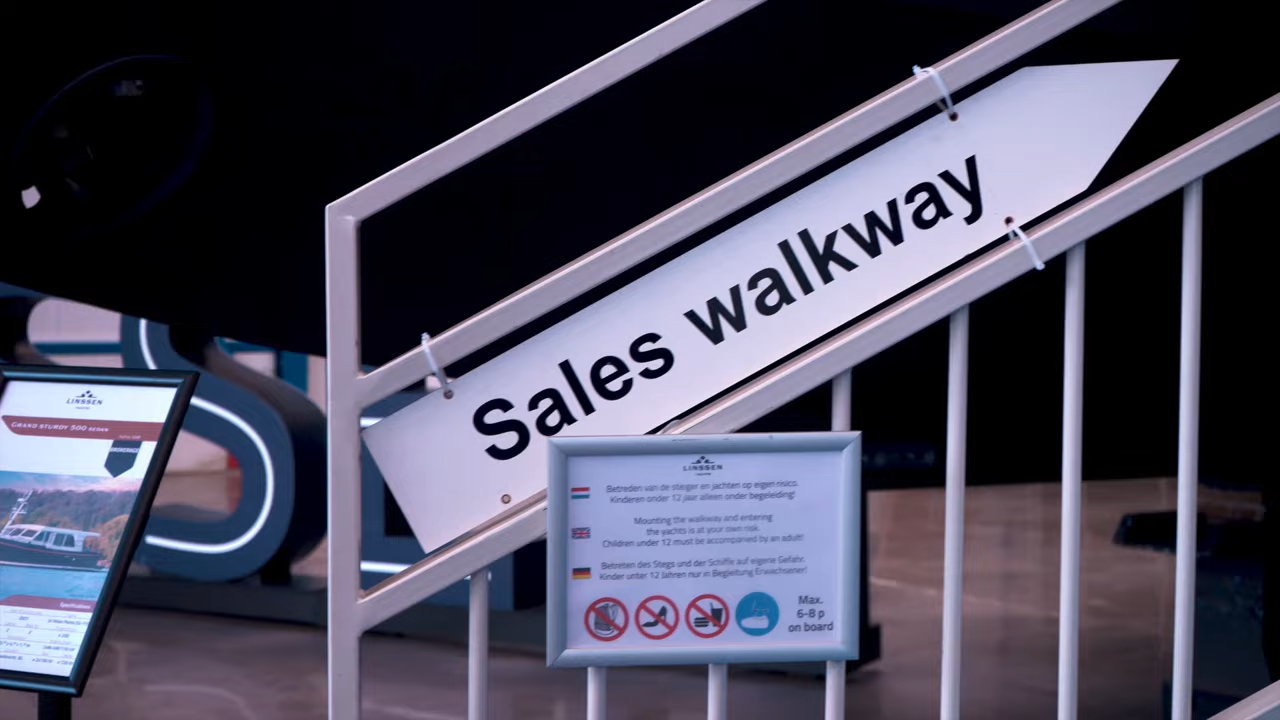 Sales walkway
LINSSEN
GRAND STURDY 500 SEDAN
BROKERAGE
Specifications
LINSSEN
Betreden van de steiger en jachten op eigen risico.
Kinderen onder 12 jaar alleen onder begeleiding!
Mounting the walkway and entering
the yachts is at your own risk.
Children under 12 must be accompanied by an adult!
Betreten des Stegs und der Schiffe auf eigene Gefahr.
Kinder unter 12 Jahren nur in Begleitung Erwachsener!
Max.
6-8 p
on board